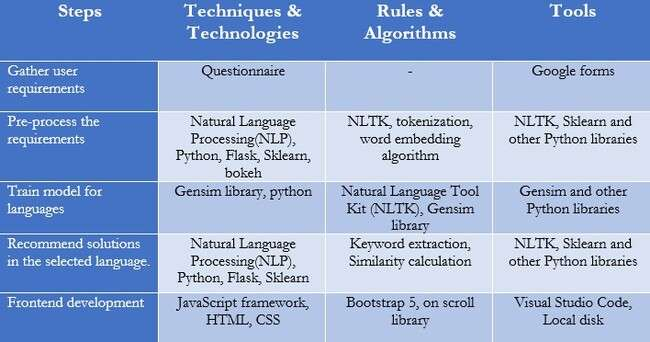 Steps
Techniques &
Technologies
Rules &
Algorithms
Tools
Gather user
requirements
Questionnaire
-
Google forms
Pre-process the
requirements
Natural Language
Processing(NLP),
Python, Flask, Sklearn,
bokeh
NLTK, tokenization,
word embedding
algorithm
NLTK, Sklearn and
other Python libraries
Train model for
languages
Gensim library, python
Natural Language Tool
Kit (NLTK), Gensim
library
Gensim and other
Python libraries
Recommend solutions
in the selected language.
Natural Language
Processing(NLP),
Python, Flask, Sklearn
Keyword extraction,
Similarity calculation
NLTK, Sklearn and
other Python libraries
Frontend development
JavaScript framework,
HTML, CSS
Bootstrap 5, on scroll
library
Visual Studio Code,
Local disk